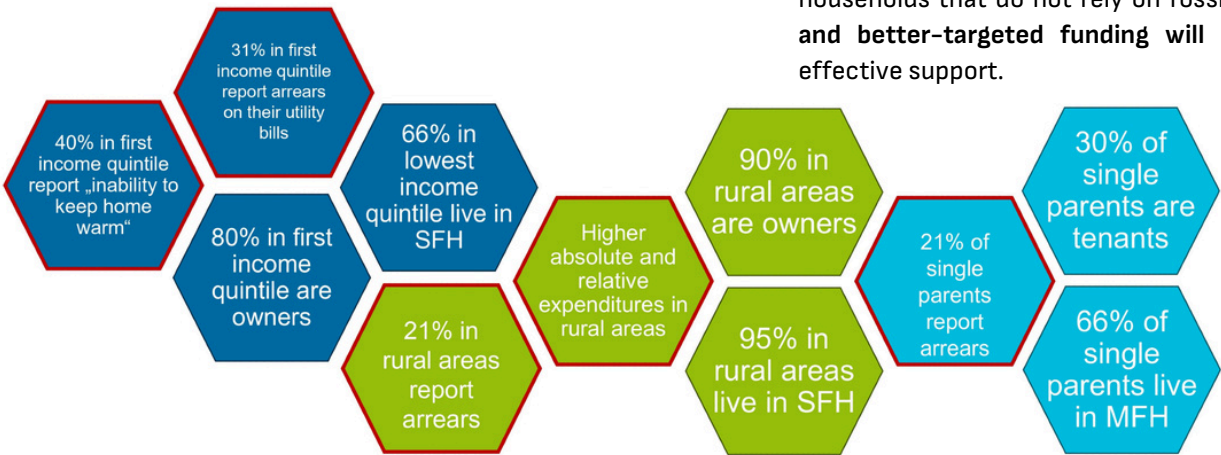 households that do not rely on
and better-targeted funding will
effective support.
31% in first
income quintile
report arrears
on their utility
bills
40% in first
income quintile
report „inability to
keep home
warm“
66% in
lowest
income
quintile live in
SFH
80% in first
income
quintile are
owners
21% in
rural areas
report
arrears
Higher
absolute and
relative
expenditures in
rural areas
90% in
rural areas
are owners
95% in
rural areas
live in SFH
21% of
single
parents
report
arrears
30% of
single
parents are
tenants
66% of
single
parents live
in MFH